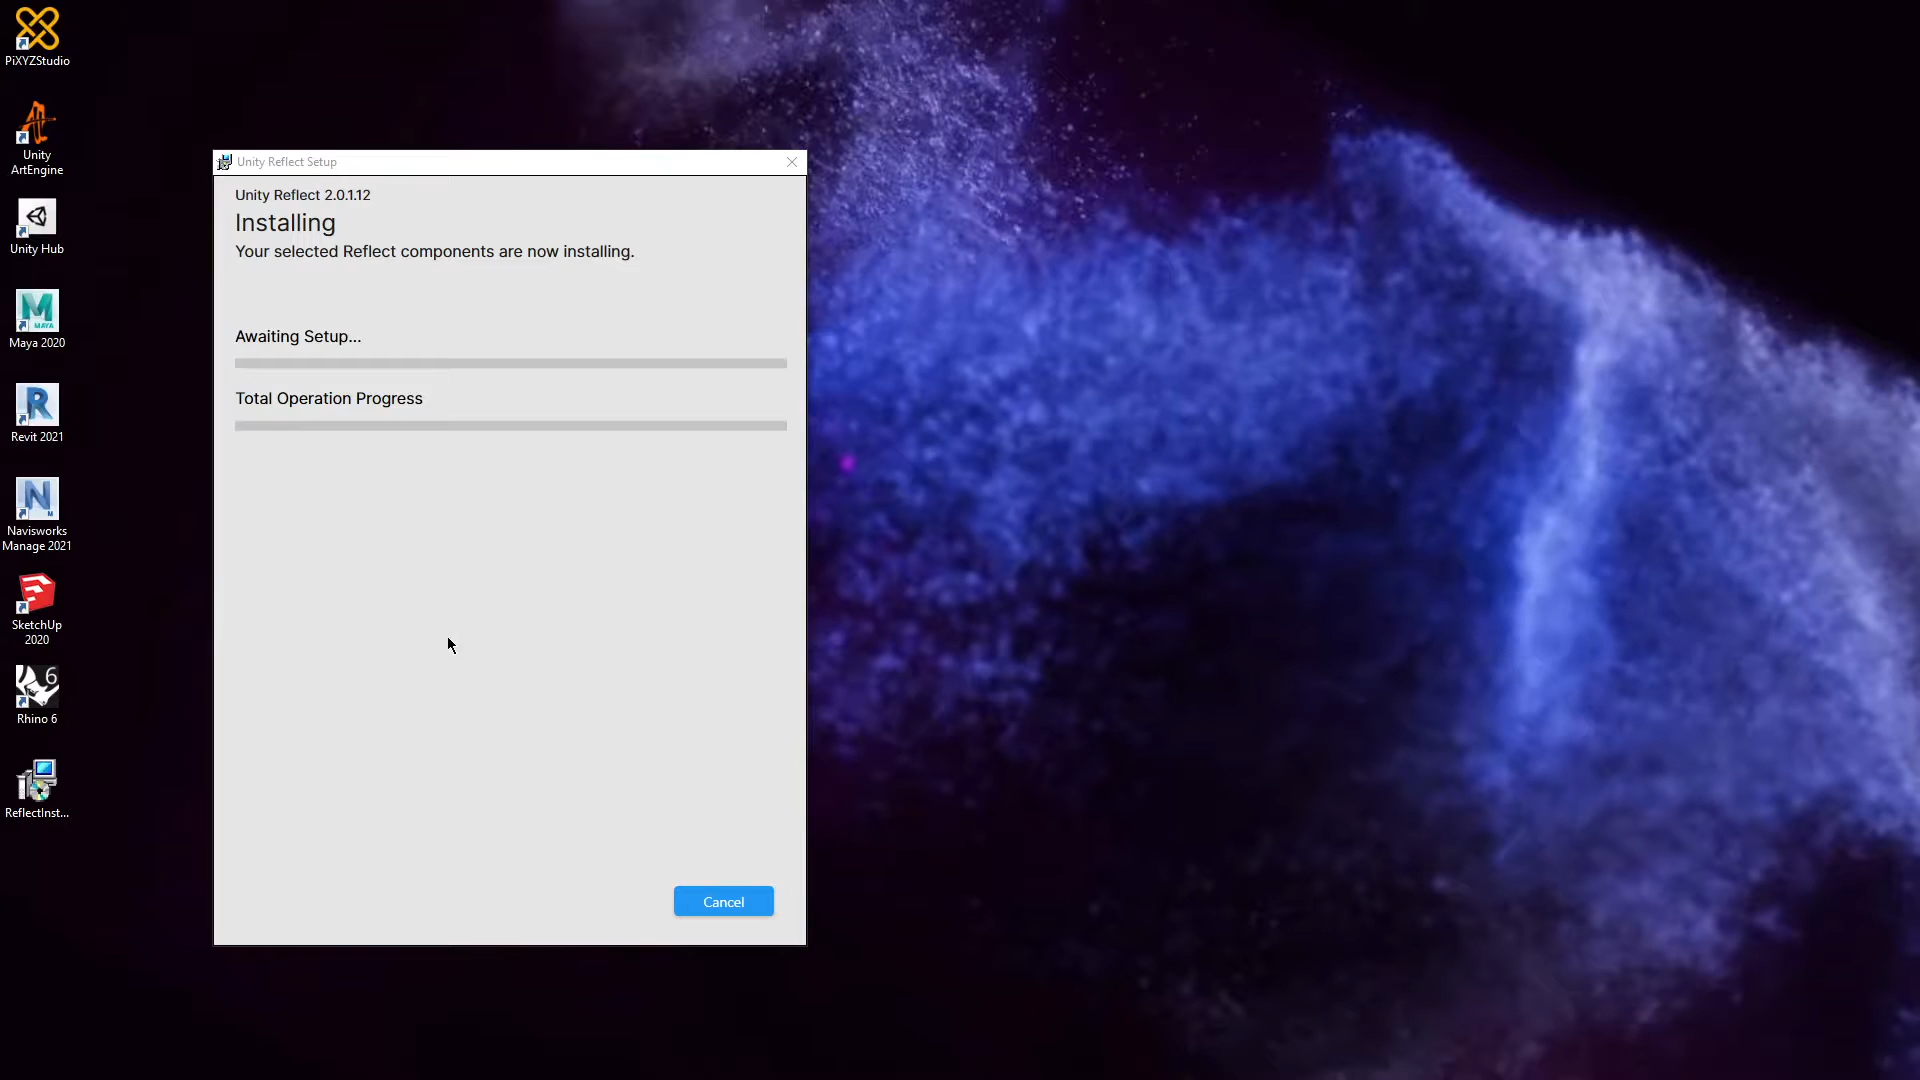 PiXYZStudio
Unity
ArtEngine
Unity Hub
Maya 2020
Revit 2021
Navisworks
Manage 2021
SketchUp
2020
Rhino 6
ReflectInst...
Unity Reflect Setup
Unity Reflect 2.0.1.12
Installing
Your selected Reflect components are now installing.
Awaiting Setup...
Total Operation Progress
Cancel